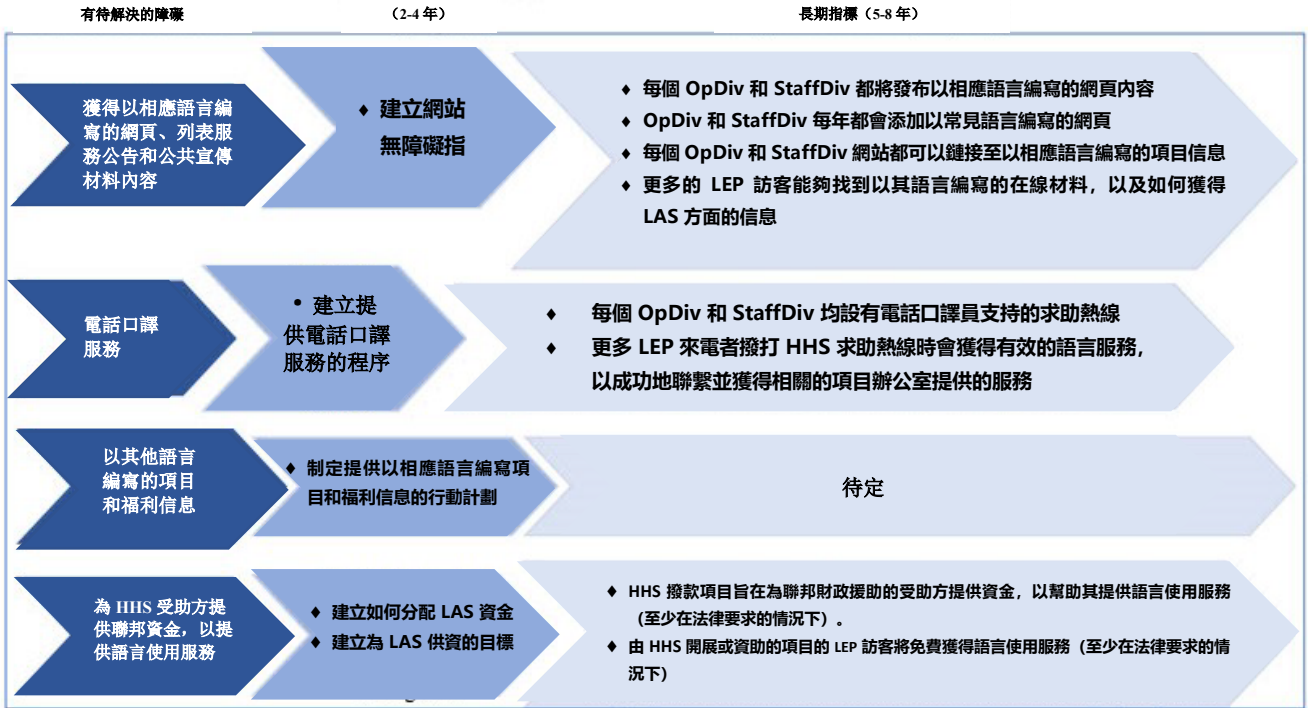 有待解決的障礙
（2-4 年）
長期指標（5-8 年）
獲得以相應語言編
寫的網頁、列表服
務公告和公共宣傳
材料內容
♦ 建立網站
無障礙指
♦ 每個 OpDiv 和 StaffDiv 都將發布以相應語言編寫的網頁內容
♦ OpDiv 和 StaffDiv 每年都會添加以常見語言編寫的網頁
♦ 每個 OpDiv 和 StaffDiv 網站都可以鏈接至以相應語言編寫的項目信息
♦ 更多的 LEP 訪客能夠找到以其語言編寫的在線材料，以及如何獲得
LAS 方面的信息
電話口譯
服務
• 建立提
供電話口譯
服務的程序
♦ 每個 OpDiv 和 StaffDiv 均設有電話口譯員支持的求助熱線
♦ 更多 LEP 來電者撥打 HHS 求助熱線時會獲得有效的語言服務，
以成功地聯繫並獲得相關的項目辦公室提供的服務
以其他語言
編寫的項目
和福利信息
♦ 制定提供以相應語言編寫項
目和福利信息的行動計劃
待定
為 HHS 受助方提
供聯邦資金，以提
供語言使用服務
♦ 建立如何分配 LAS 資金
♦ 建立為 LAS 供資的目標
♦ HHS 撥款項目旨在為聯邦財政援助的受助方提供資金，以幫助其提供語言使用服務
（至少在法律要求的情況下）。
♦ 由 HHS 開展或資助的項目的 LEP 訪客將免費獲得語言使用服務（至少在法律要求的情
況下）